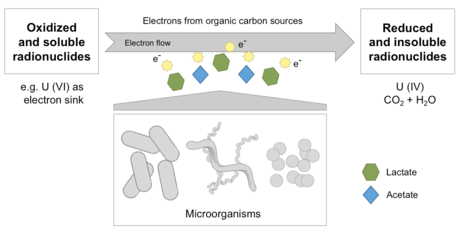 Oxidized
and soluble
radionuclides
e.g. U (VI) as
electron sink
Electrons from organic carbon sources
Electron flow
e⁻
e⁻
e⁻
Reduced
and insoluble
radionuclides
U (IV)
CO₂ + H₂O
Microorganisms
Lactate
Acetate